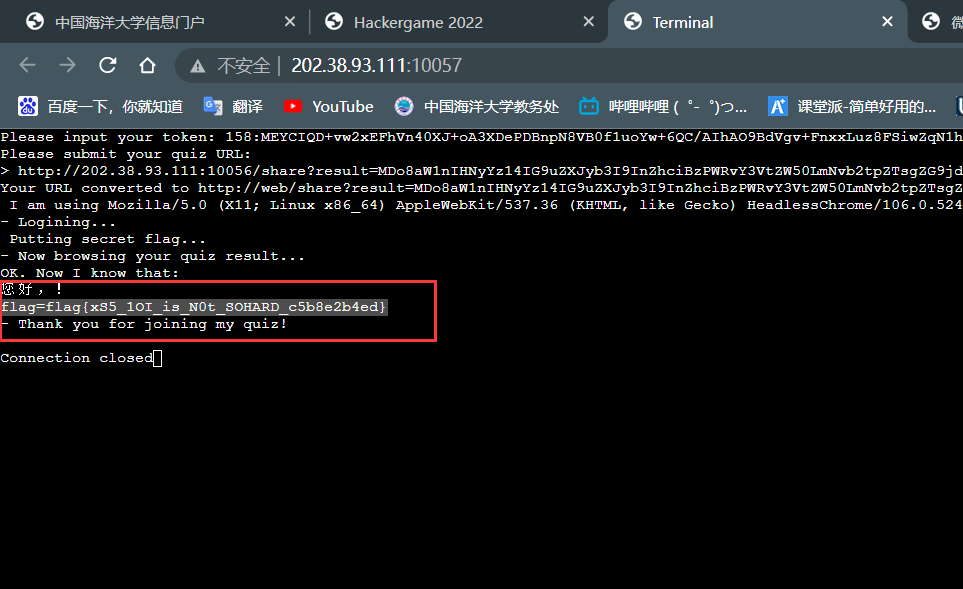 中国海洋大学信息门户
Hackergame 2022
Terminal
不安全 202.38.93.111:10057
百度一下，你就知道 翻译 YouTube 中国海洋大学教务处 哔哩哔哩 (゜-゜)つ... 课堂派-简单好用的...
Please input your token: 158:MEYCIQD+vw2xEFhVn40XJ+oA3XDePDBnpN8VB0f1uoYw+6QC/AIhAO9BdVgv+FnxxLuz8FSiwZqN1h
Please submit your quiz URL:
> http://202.38.93.111:10056/share?result=MDo8aW1nIHNyYz14IG9uZXJyb3I9InZhciBzPWRvY3VtZW50LmNvb2tpZTsgZG9jd
Your URL converted to http://web/share?result=MDo8aW1nIHNyYz14IG9uZXJyb3I9InZhciBzPWRvY3VtZW50LmNvb2tpZTsgZ
 I am using Mozilla/5.0 (X11; Linux x86_64) AppleWebKit/537.36 (KHTML, like Gecko) HeadlessChrome/106.0.524
- Logining...
 Putting secret flag...
- Now browsing your quiz result...
OK. Now I know that:
您好，!
flag=flag{xS5_1OI_is_N0t_SOHARD_c5b8e2b4ed}
- Thank you for joining my quiz!
Connection closed